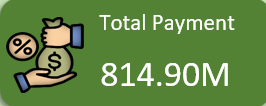 %
$
Total Payment
814.90M